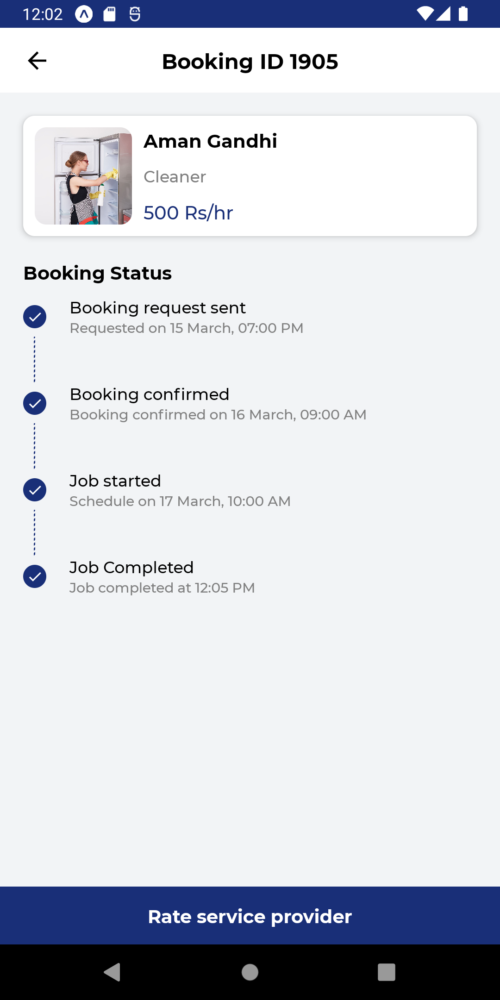 12:02
Booking ID 1905
Aman Gandhi
Cleaner
500 Rs/hr
Booking Status
Booking request sent
Requested on 15 March, 07:00 PM
Booking confirmed
Booking confirmed on 16 March, 09:00 AM
Job started
Schedule on 17 March, 10:00 AM
Job Completed
Job completed at 12:05 PM
Rate service provider